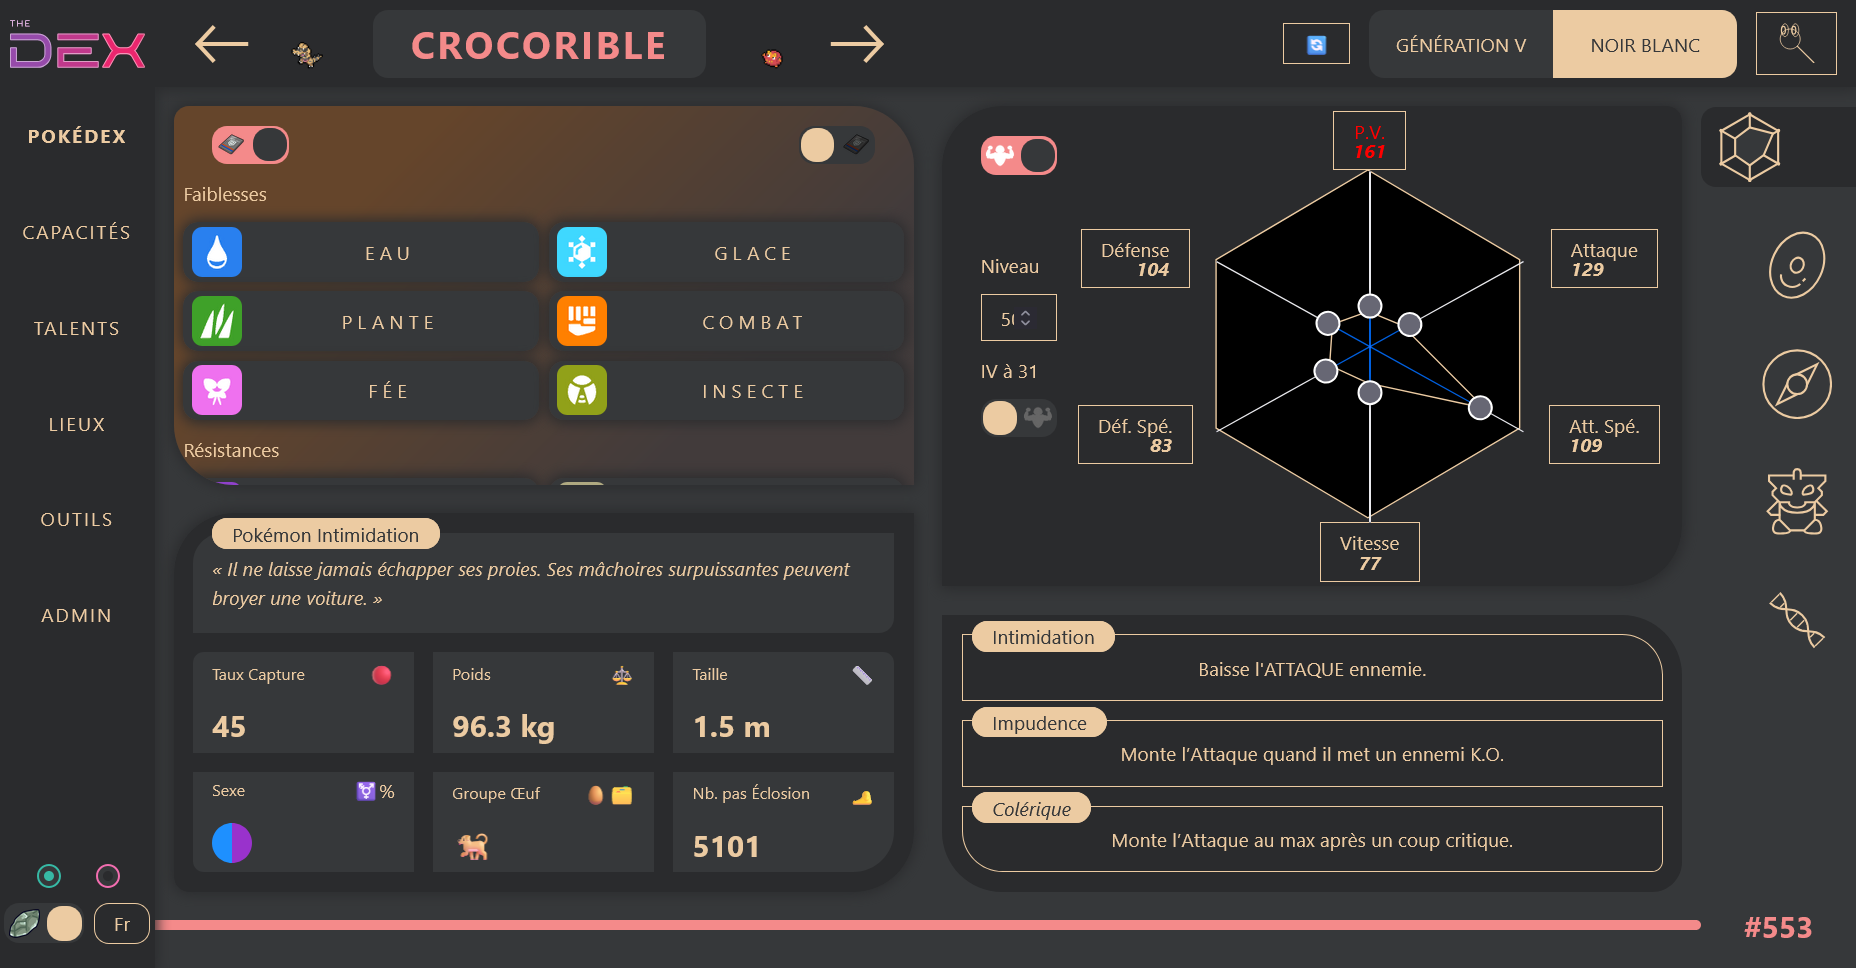 THE
DEX
CROCORIBLE
GÉNÉRATION V
NOIR BLANC
POKÉDEX
CAPACITÉS
TALENTS
LIEUX
OUTILS
ADMIN
Fr
Faiblesses
EAU
GLACE
PLANTE
COMBAT
FÉE
INSECTE
Résistances
Pokémon Intimidation
« Il ne laisse jamais échapper ses proies. Ses mâchoires surpuissantes peuvent
broyer une voiture. »
Taux Capture
45
Poids
96.3 kg
Taille
1.5 m
Sexe
%
Groupe Œuf
Nb. pas Éclosion
5101
Niveau
50
IV à 31
P.V.
161
Défense
104
Attaque
129
Déf. Spé.
83
Att. Spé.
109
Vitesse
77
Intimidation
Baisse l'ATTAQUE ennemie.
Impudence
Monte l’Attaque quand il met un ennemi K.O.
Colérique
Monte l’Attaque au max après un coup critique.
#553